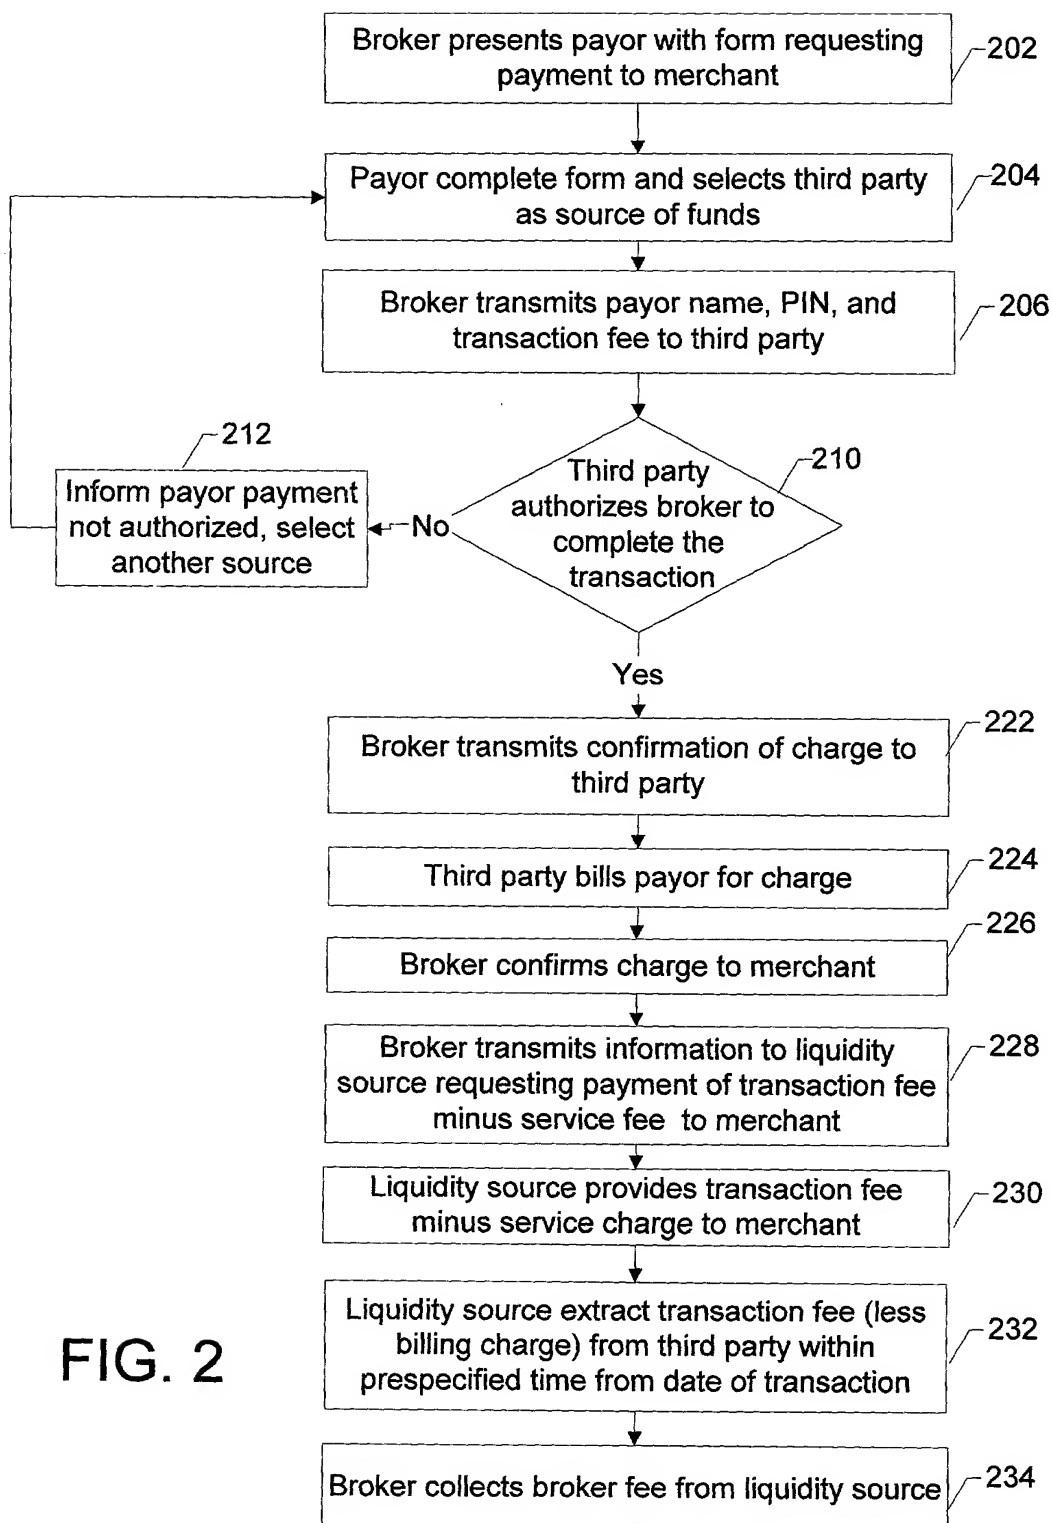 Broker presents payor with form requesting
payment to merchant
202
Payor complete form and selects third party
as source of funds
204
Broker transmits payor name, PIN, and
transaction fee to third party
206
212
Inform payor payment
not authorized, select
another source
No
Third party
authorizes broker to
complete the
transaction
210
Yes
Broker transmits confirmation of charge to
third party
222
Third party bills payor for charge
224
Broker confirms charge to merchant
226
Broker transmits information to liquidity
source requesting payment of transaction fee
minus service fee to merchant
228
Liquidity source provides transaction fee
minus service charge to merchant
230
Liquidity source extract transaction fee (less
billing charge) from third party within
prespecified time from date of transaction
232
FIG. 2
Broker collects broker fee from liquidity source
234